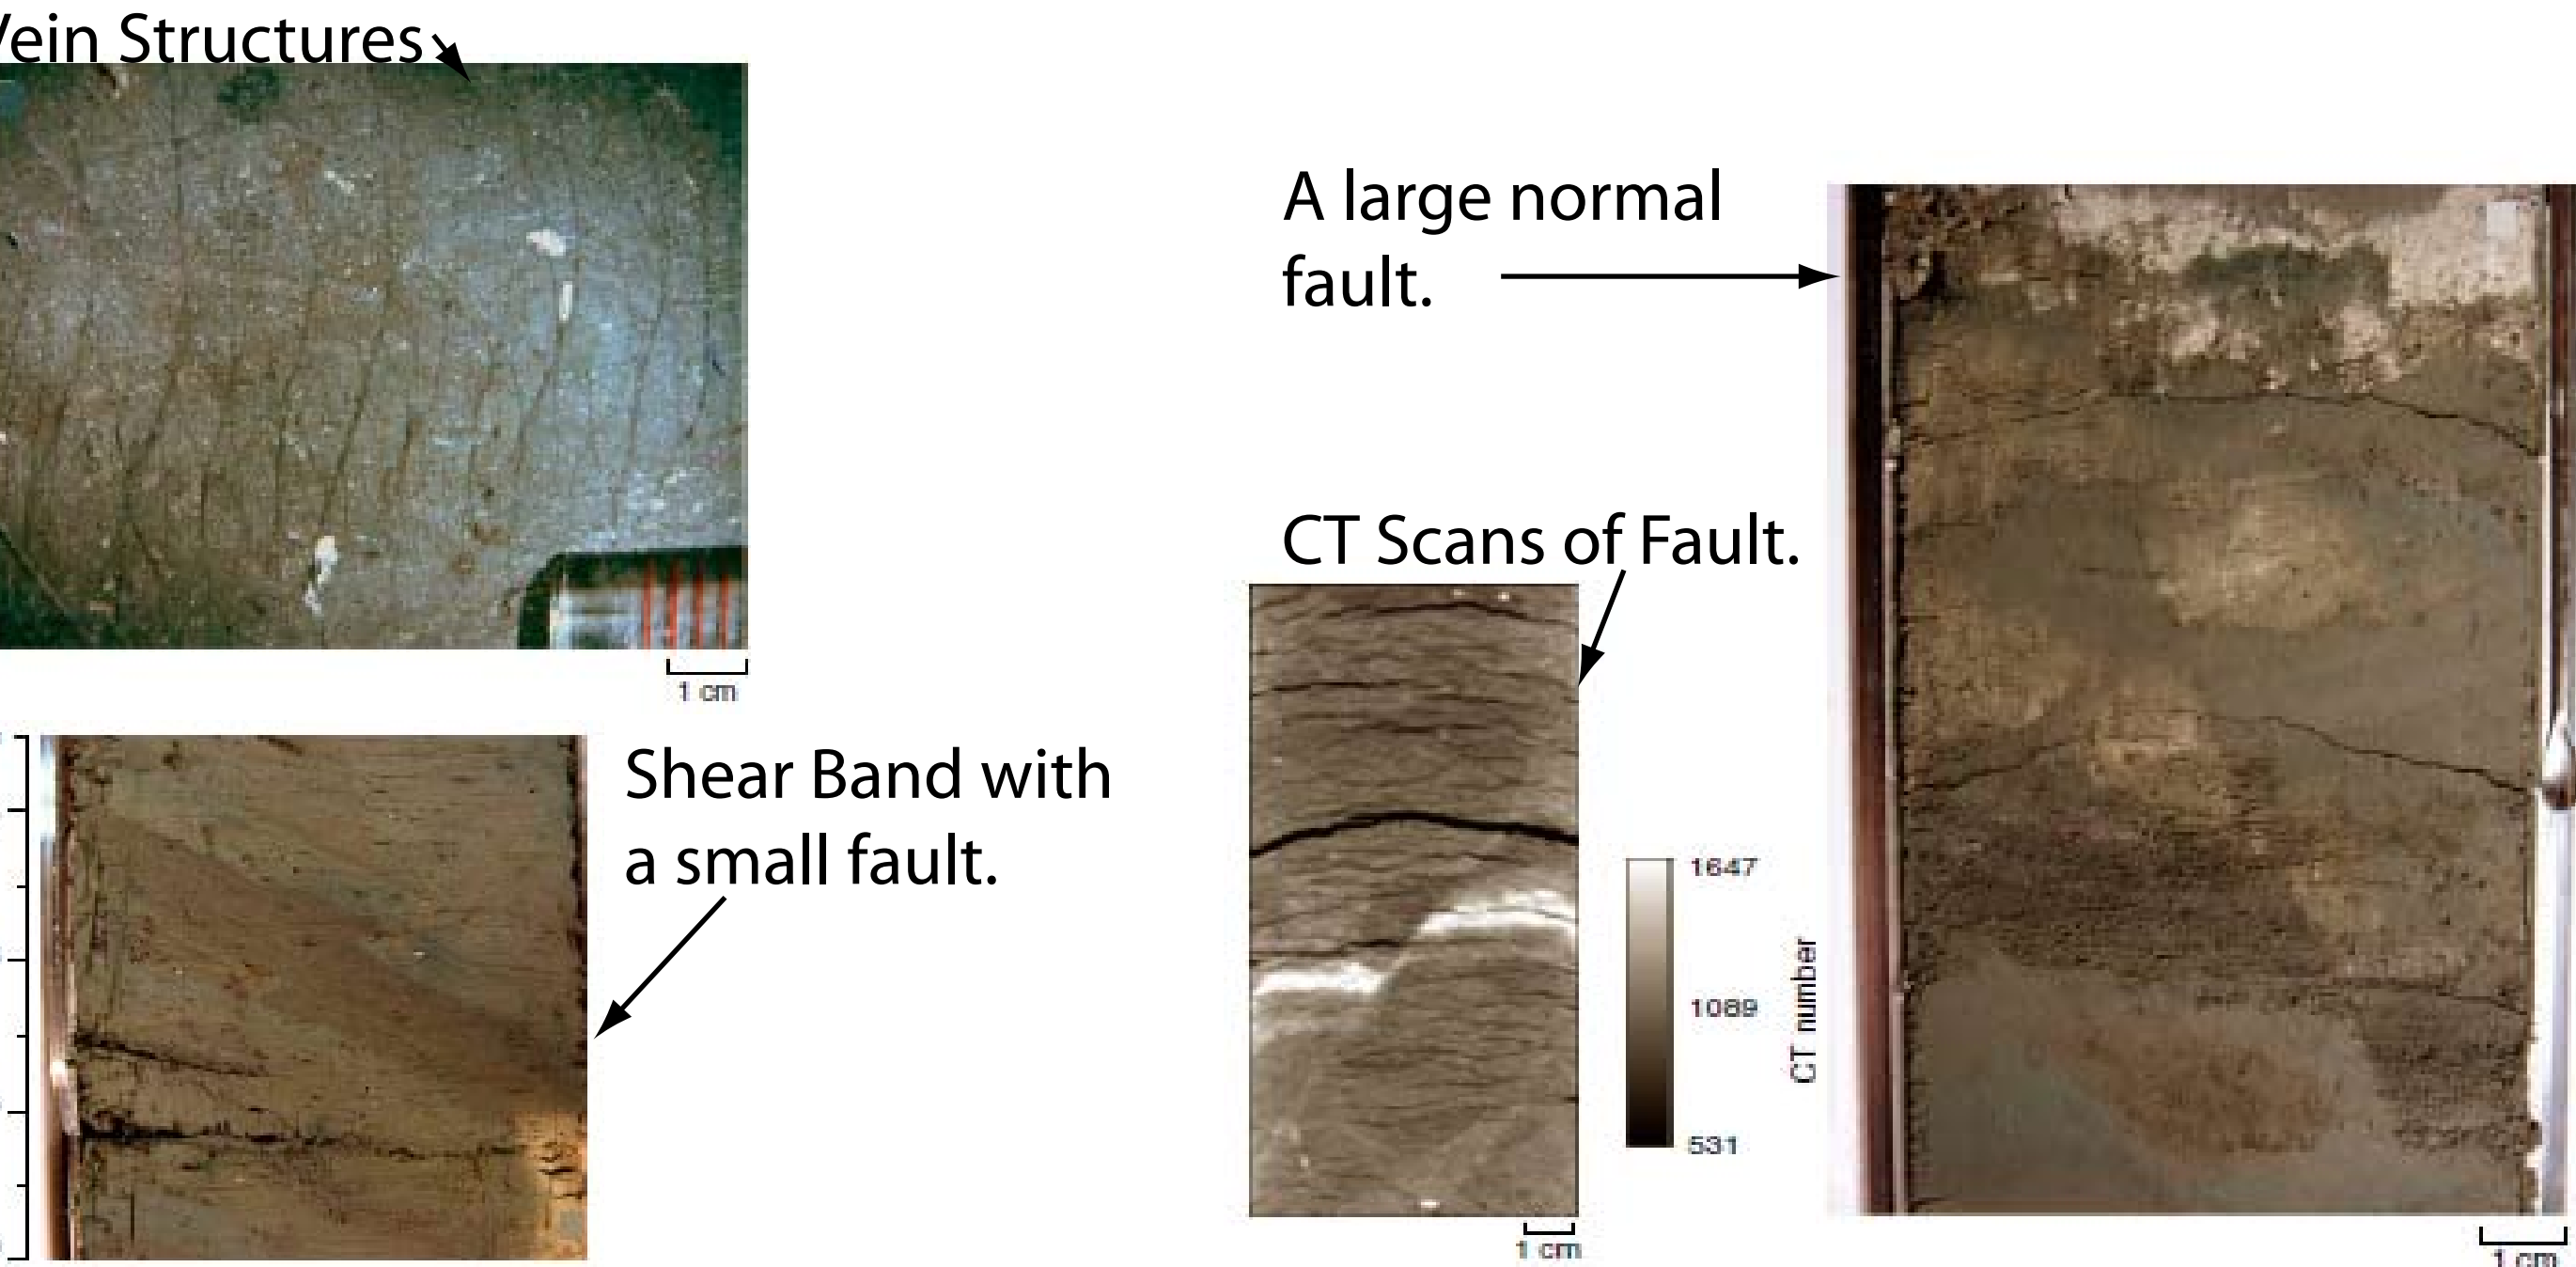 Vein Structures
1 cm
Shear Band with
a small fault.
A large normal
fault.
CT Scans of Fault.
1647
1089
531
CT number
1 cm
1 cm